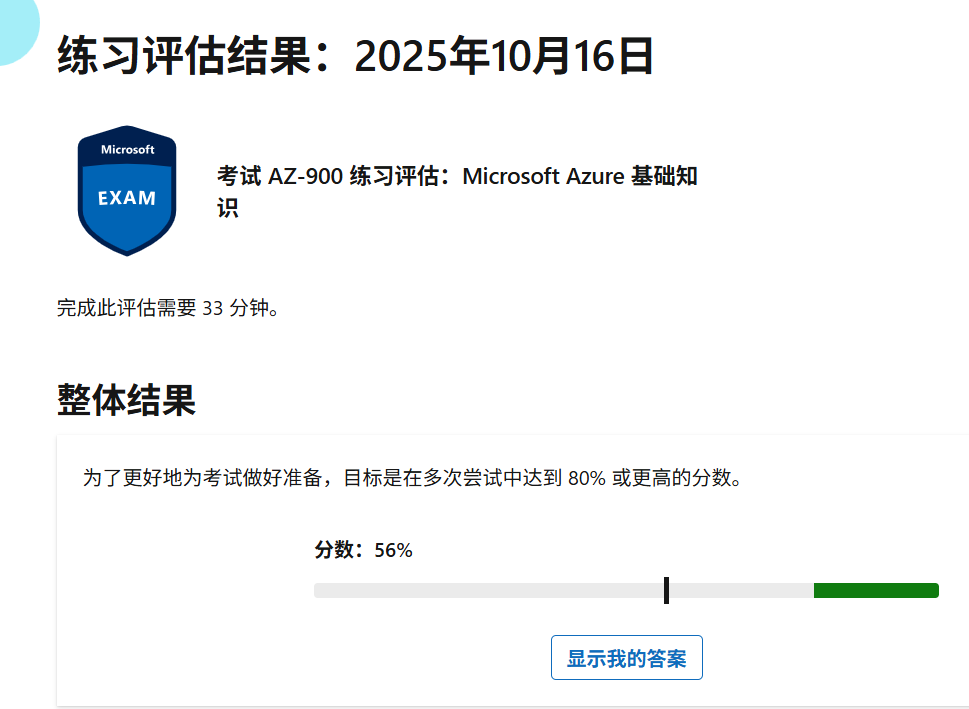 练习评估结果：2025年10月16日
Microsoft
EXAM
考试 AZ-900 练习评估：Microsoft Azure 基础知
识
完成此评估需要 33 分钟。
整体结果
为了更好地为考试做好准备，目标是在多次尝试中达到 80% 或更高的分数。
分数：56%
显示我的答案